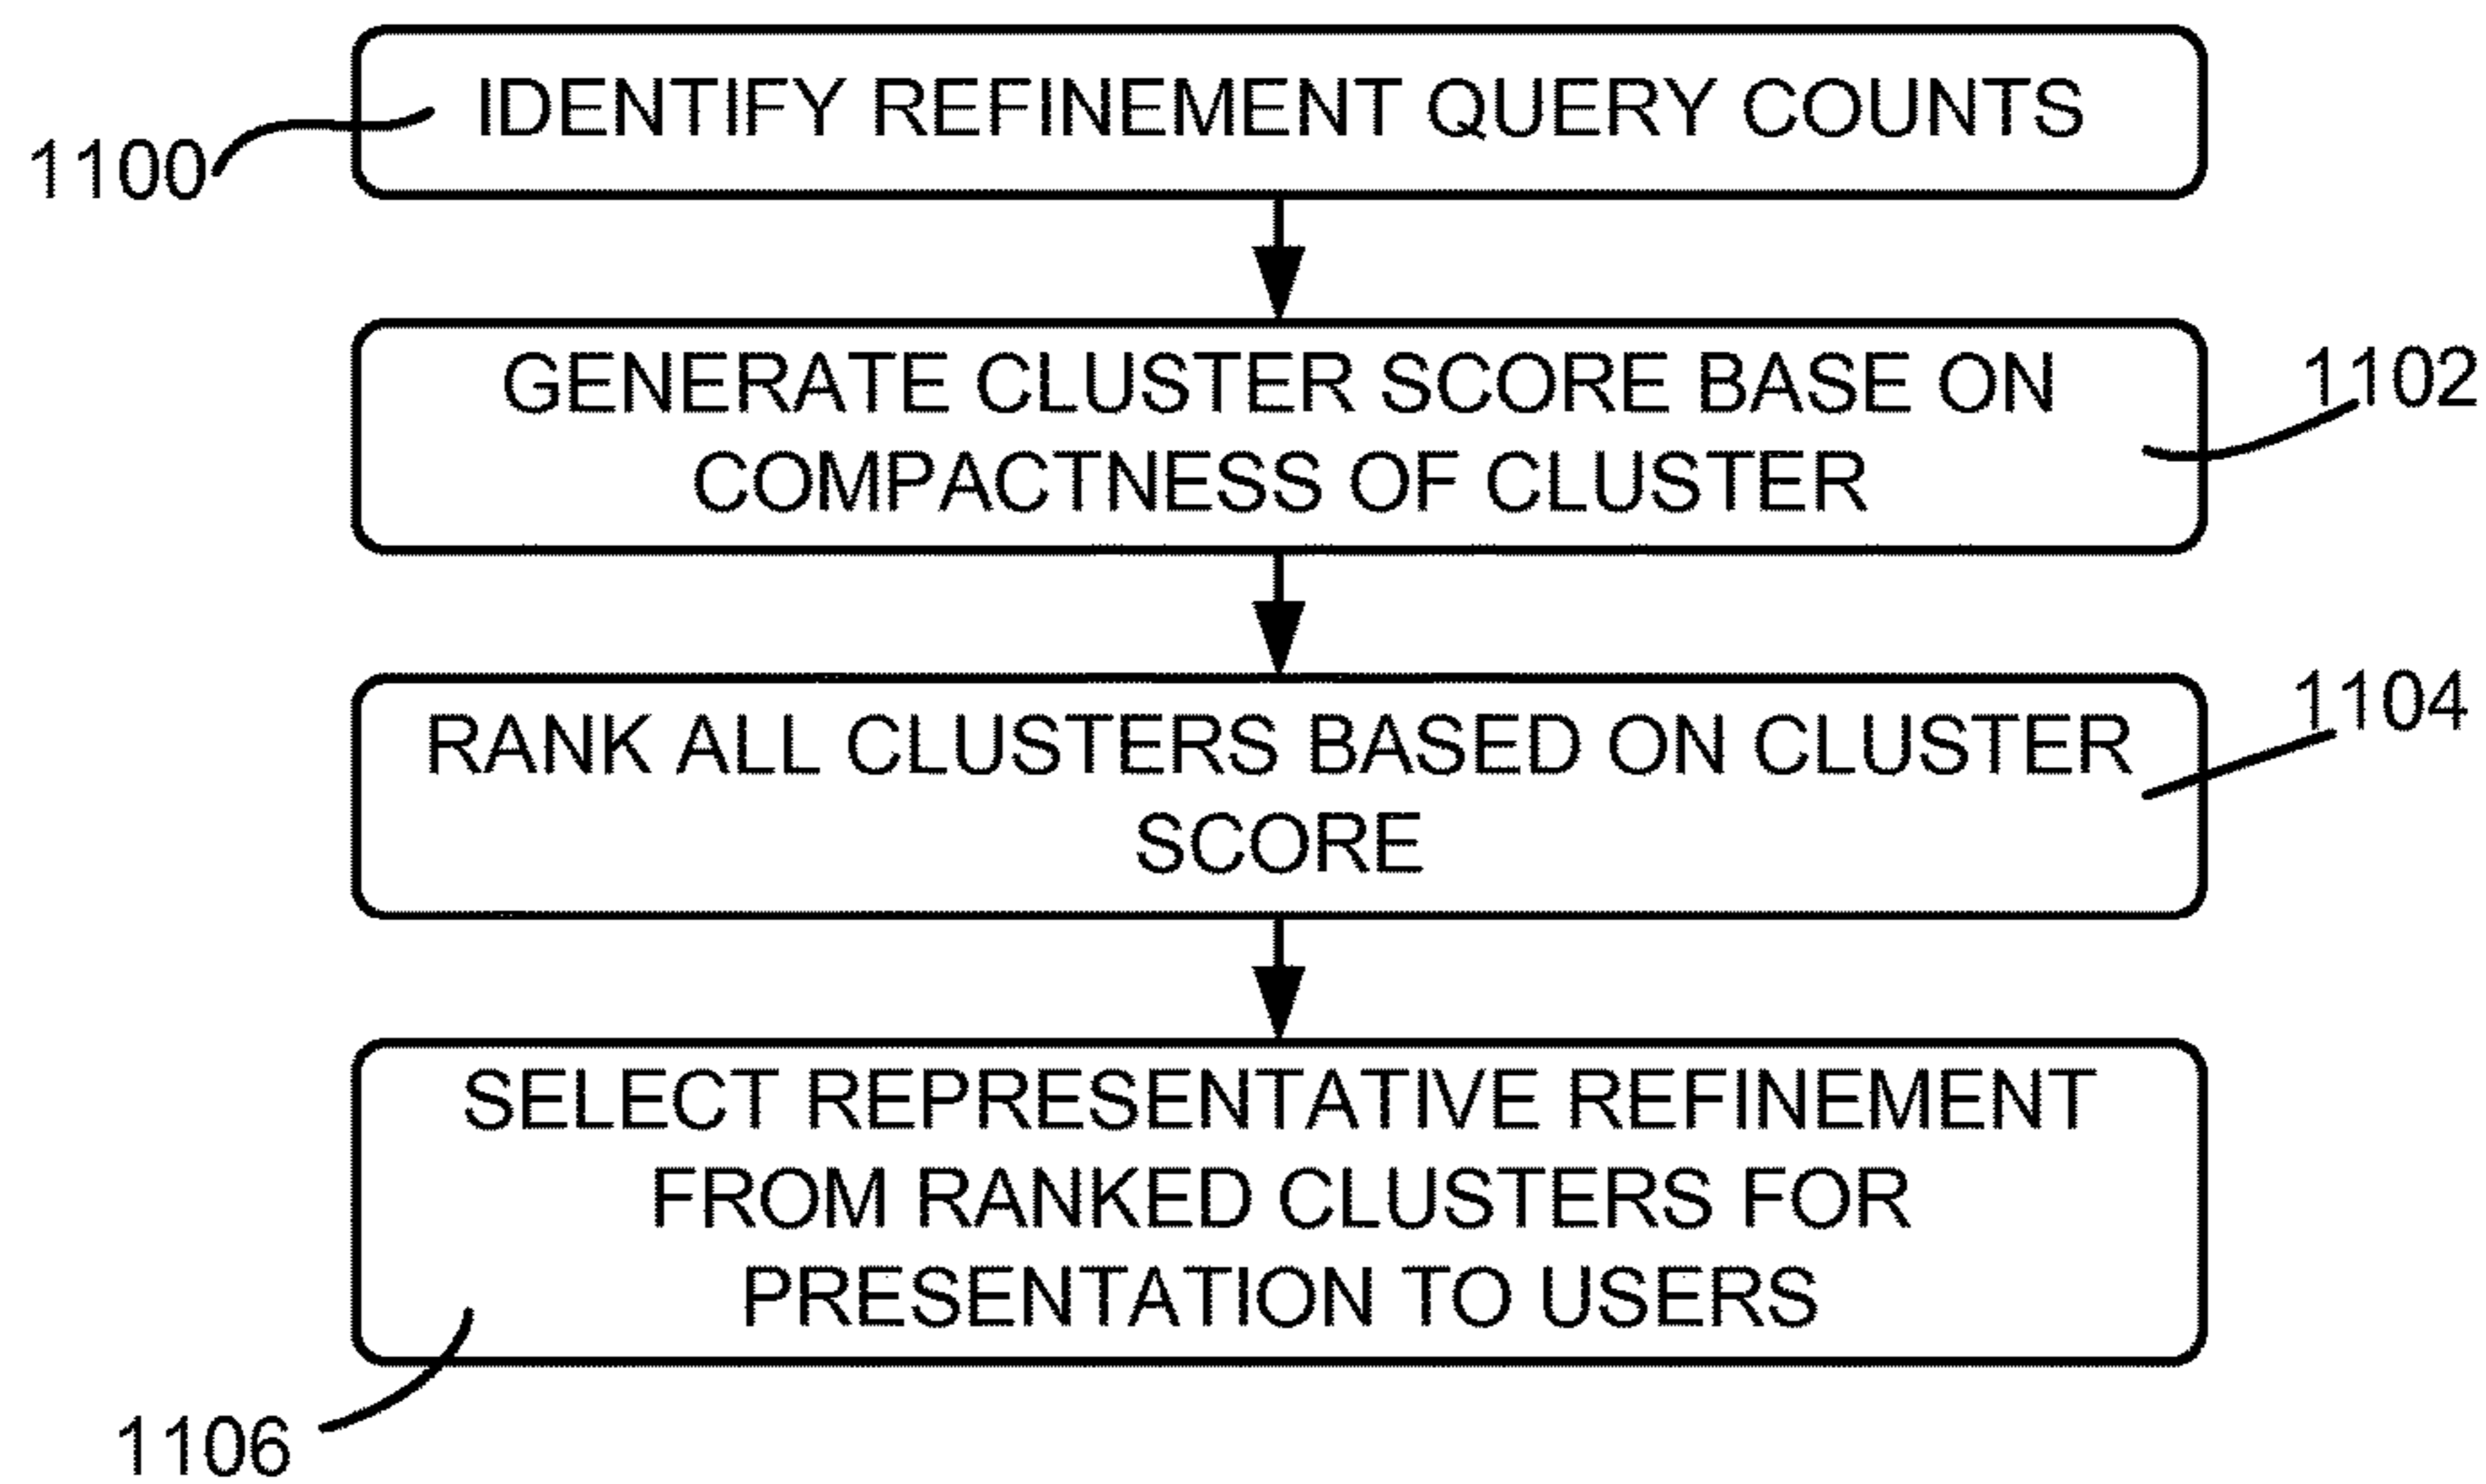 IDENTIFY REFINEMENT QUERY COUNTS
1100
GENERATE CLUSTER SCORE BASE ON
COMPACTNESS OF CLUSTER
1102
RANK ALL CLUSTERS BASED ON CLUSTER
SCORE
1104
SELECT REPRESENTATIVE REFINEMENT
FROM RANKED CLUSTERS FOR
PRESENTATION TO USERS
1106